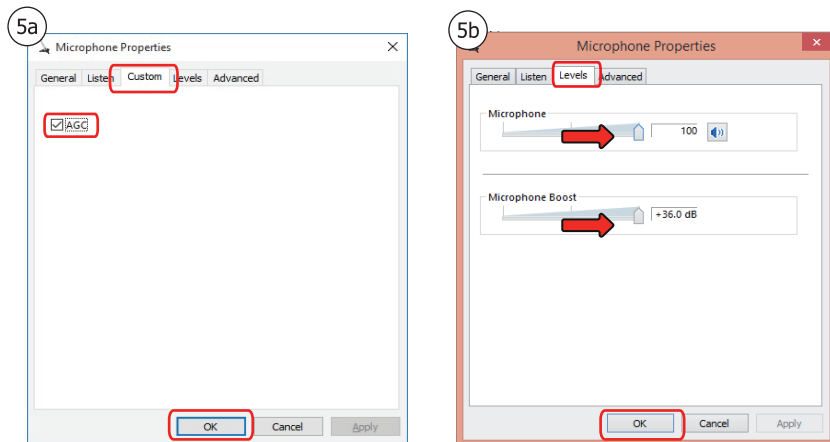 5a
Microphone Properties
General Listen Custom Levels Advanced
AGC
OK Cancel Apply
5b
Microphone Properties
General Listen Levels Advanced
Microphone
100
Microphone Boost
+36.0 dB
OK Cancel Apply